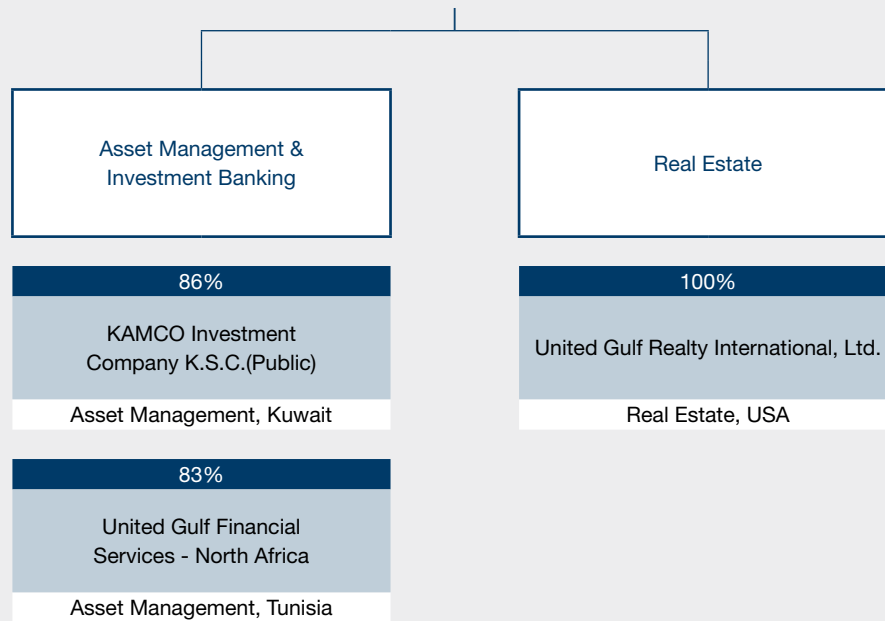 Asset Management &
Investment Banking
86%
KAMCO Investment
Company K.S.C.(Public)
Asset Management, Kuwait
83%
United Gulf Financial
Services - North Africa
Asset Management, Tunisia
Real Estate
100%
United Gulf Realty International, Ltd.
Real Estate, USA